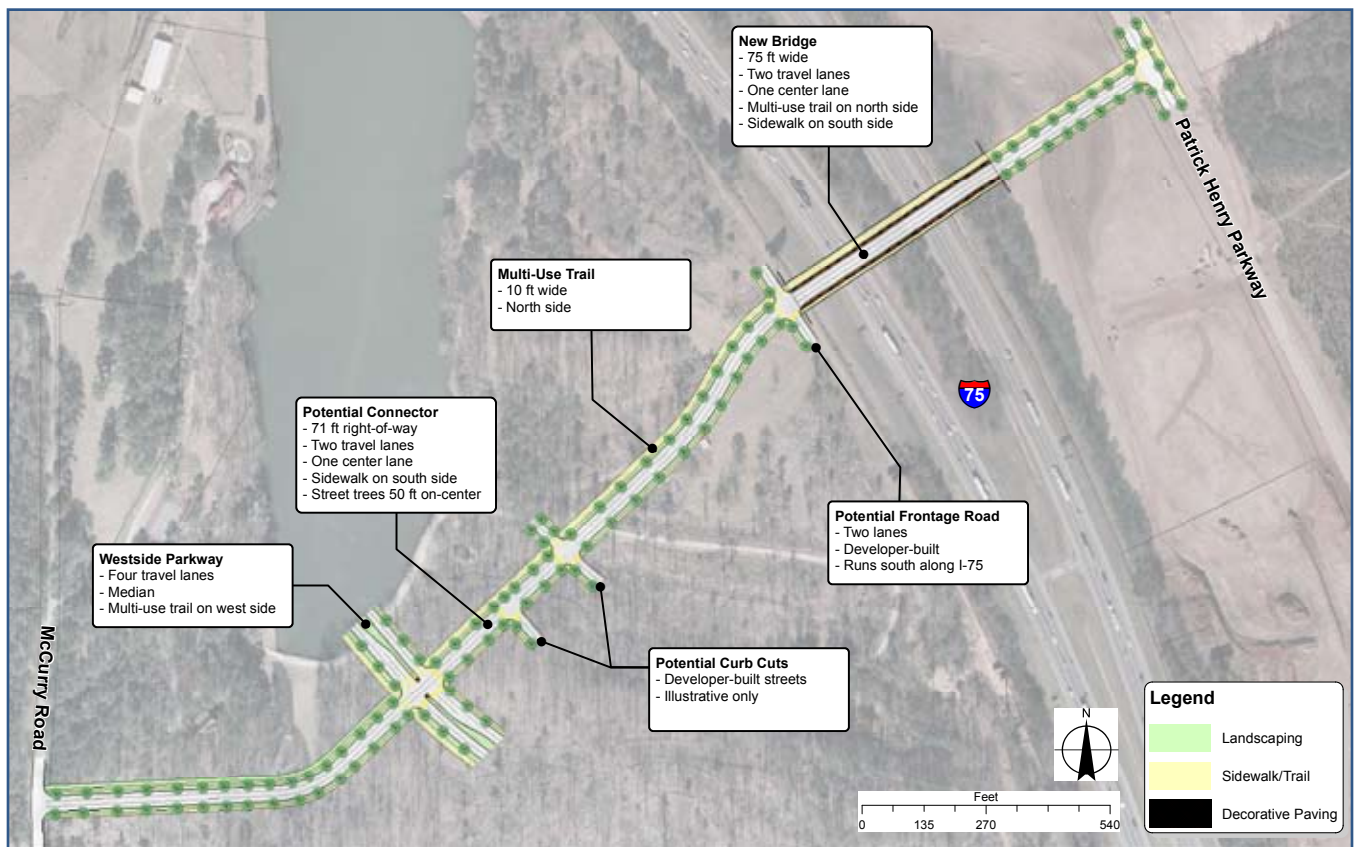 New Bridge
- 75 ft wide
- Two travel lanes
- One center lane
- Multi-use trail on north side
- Sidewalk on south side
Patrick Henry Parkway
Multi-Use Trail
- 10 ft wide
- North side
75
Potential Connector
- 71 ft right-of-way
- Two travel lanes
- One center lane
- Sidewalk on south side
- Street trees 50 ft on-center
Potential Frontage Road
- Two lanes
- Developer-built
- Runs south along I-75
Westside Parkway
- Four travel lanes
- Median
- Multi-use trail on west side
McCurry Road
Potential Curb Cuts
- Developer-built streets
- Illustrative only
N
Feet
0 135 270 540
Legend
Landscaping
Sidewalk/Trail
Decorative Paving